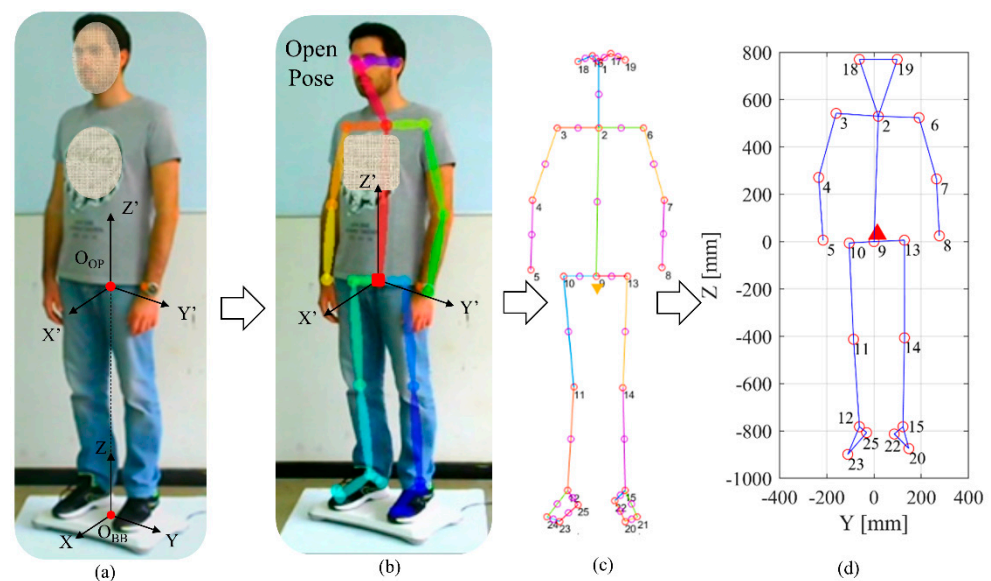 Z'
O_OP
X'
Y'
Z
O_BB
X
Y
(a)
Open
Pose
Z'
X'
Y'
(b)
18 16 1 17 19
3 2 6
4 7
5 8
10 9 13
11 14
12 15
22
24 23 25 20 21
(c)
Z [mm]
800
600
400
200
0
-200
-400
-600
-800
-1000
-400 -200 0 200 400
Y [mm]
18 19
3 2 6
4 7
5 10 9 13 8
11 14
12 15
25 22
23 20
(d)